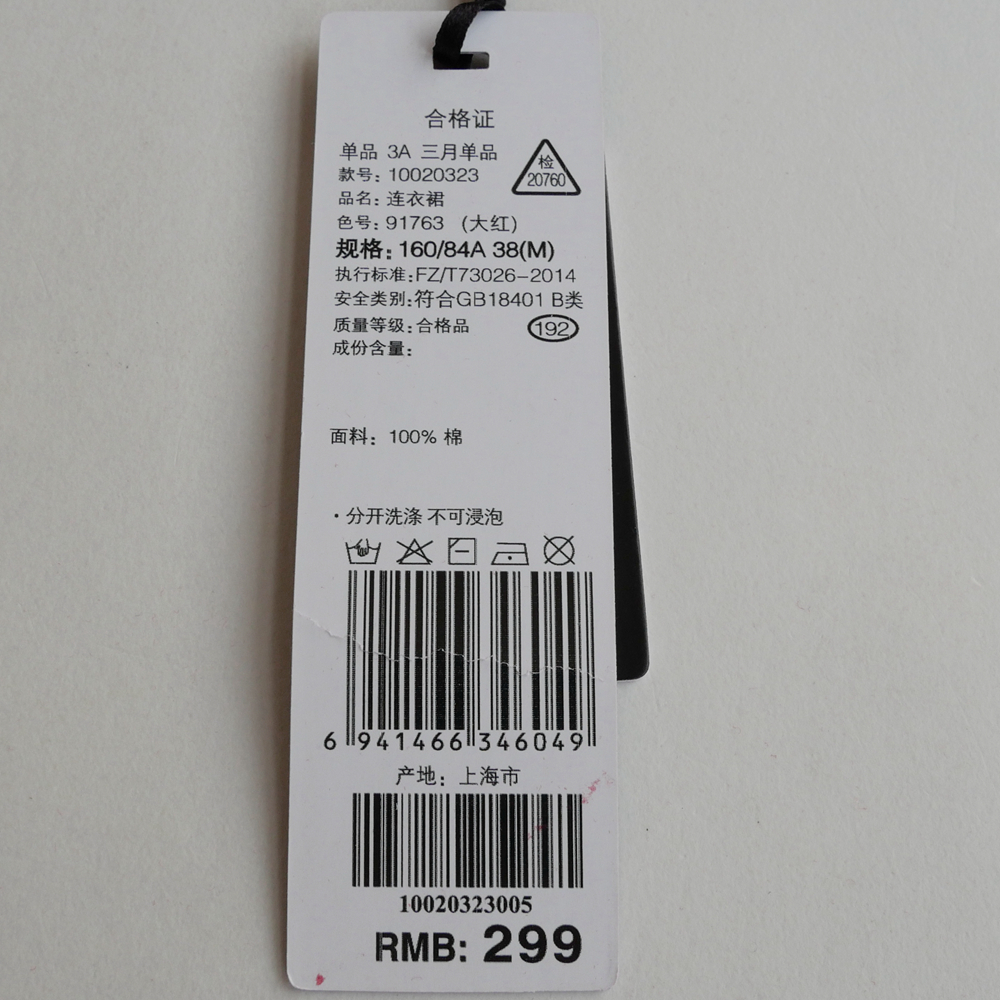 合格证
单品 3A 三月单品
检
20760
款号: 10020323
品名: 连衣裙
色号: 91763 (大红)
规格: 160/84A 38(M)
执行标准:FZ/T73026-2014
安全类别:符合GB18401 B类
质量等级:合格品
192
成份含量:
面料: 100% 棉
·分开洗涤 不可浸泡
6 941466 346049
产地: 上海市
10020323005
RMB: 299